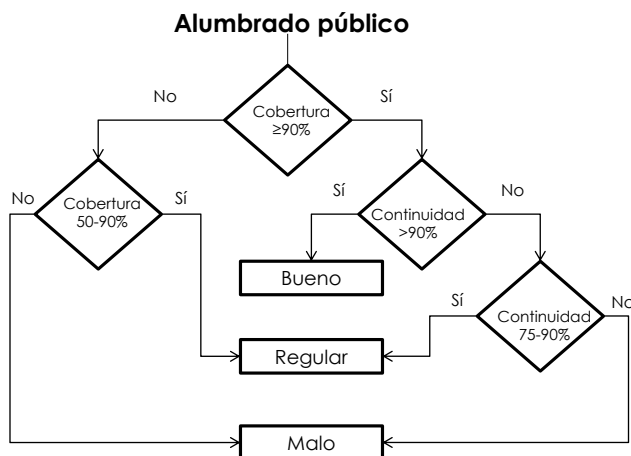 Alumbrado público
No
Sí
Cobertura
≥90%
No
Cobertura
50-90%
Sí
Sí
Continuidad
>90%
No
Bueno
Sí
Continuidad
75-90%
No
Regular
Malo